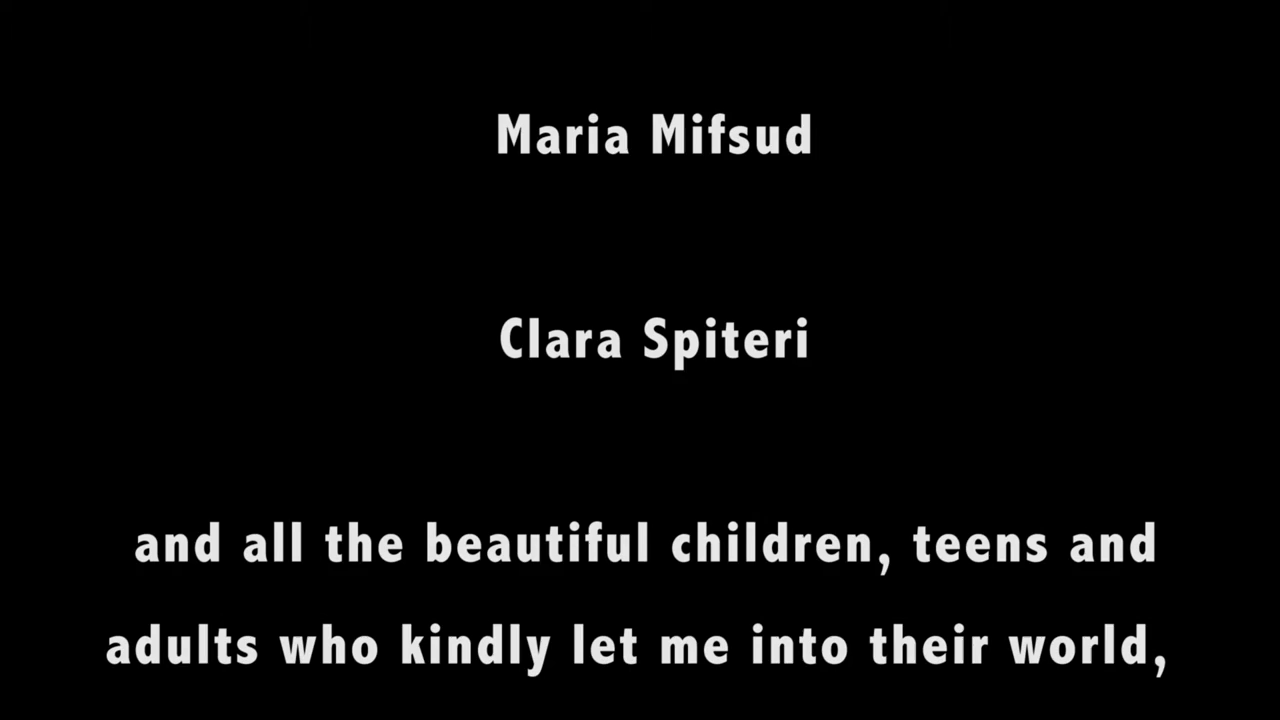 Maria Mifsud
Clara Spiteri
and all the beautiful children, teens and
adults who kindly let me into their world,